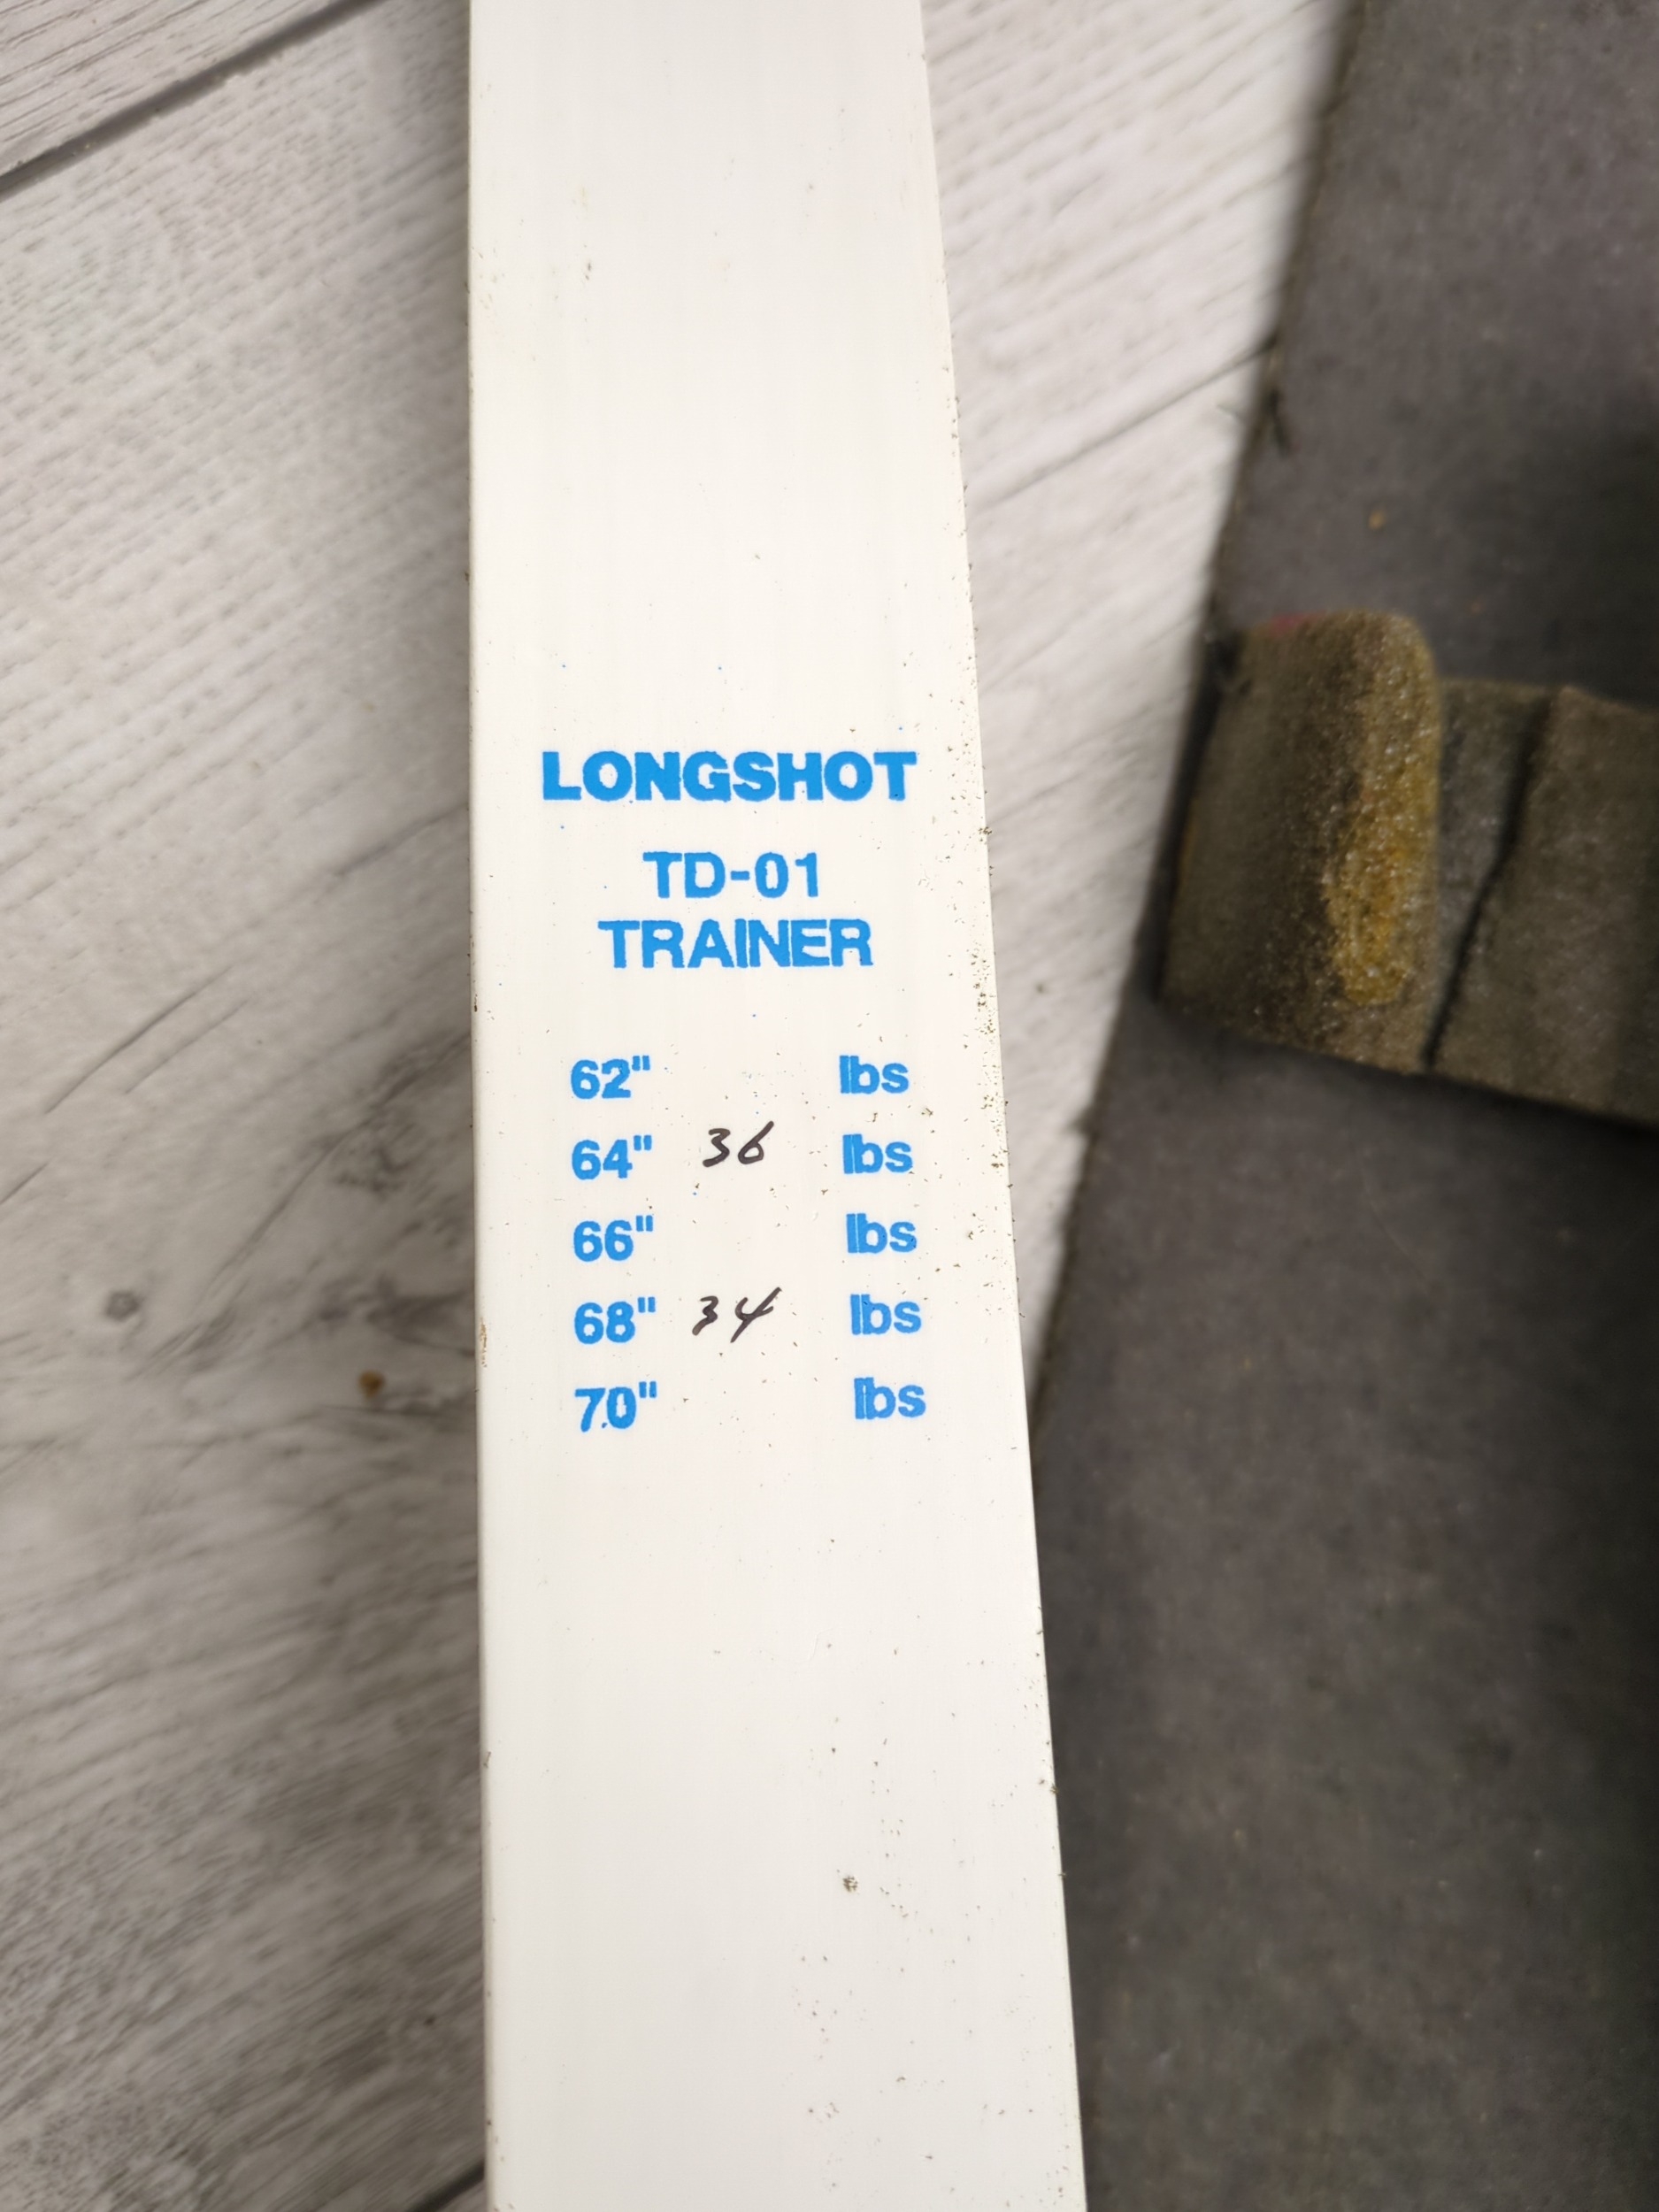 LONGSHOT
TD-01
TRAINER
62" lbs
64" 36 lbs
66" lbs
68" 34 lbs
70" lbs